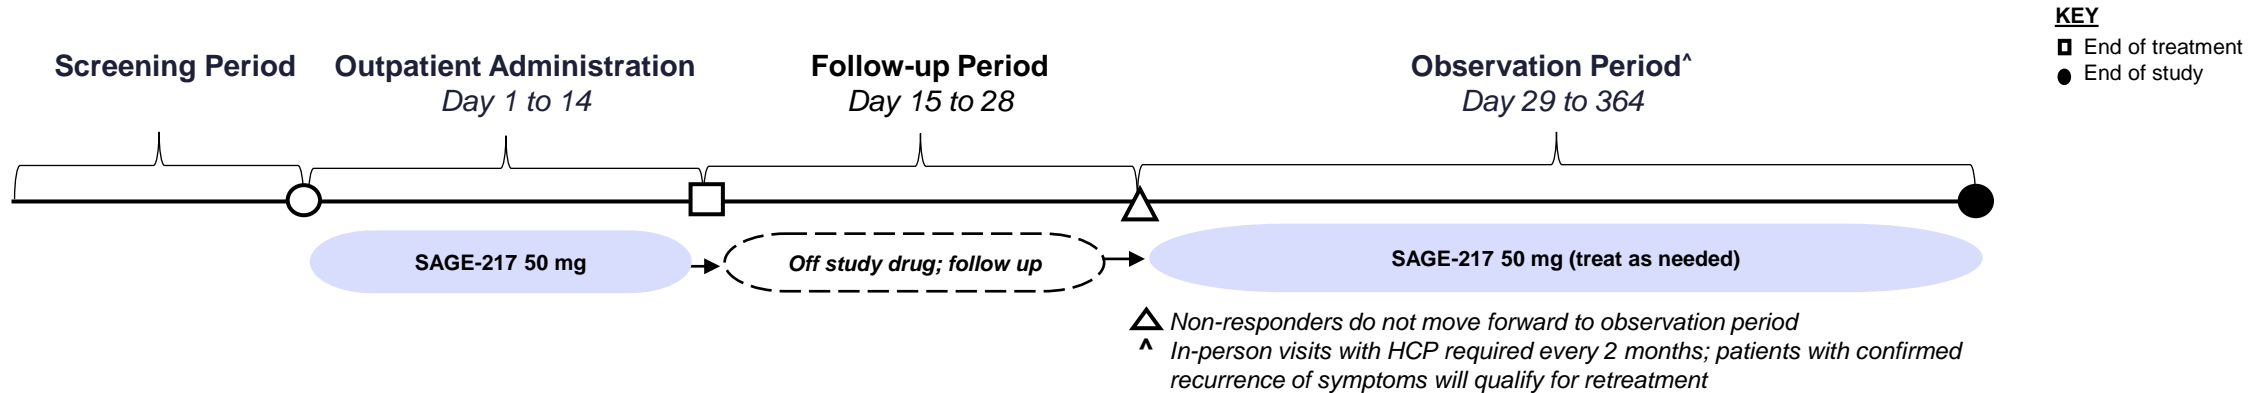 KEY
End of treatment
End of study
Screening Period
Outpatient Administration
Day 1 to 14
Follow-up Period
Day 15 to 28
Observation Period^
Day 29 to 364
SAGE-217 50 mg
Off study drug; follow up
SAGE-217 50 mg (treat as needed)
Non-responders do not move forward to observation period
^ In-person visits with HCP required every 2 months; patients with confirmed
recurrence of symptoms will qualify for retreatment